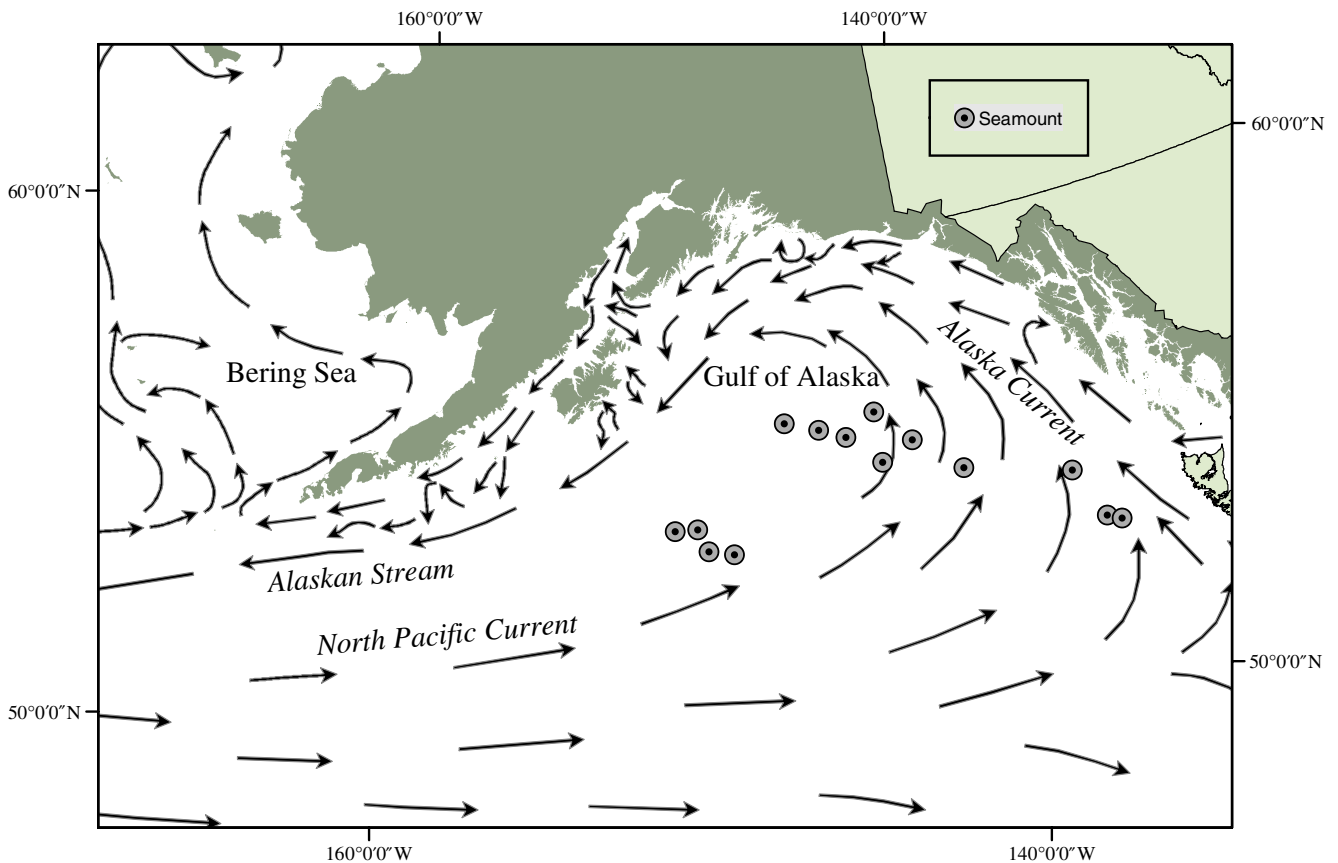 160°0′0″W
140°0′0″W
Seamount
60°0′0″N
60°0′0″N
Bering Sea
Gulf of Alaska
Alaska Current
Alaskan Stream
North Pacific Current
50°0′0″N
50°0′0″N
160°0′0″W
140°0′0″W